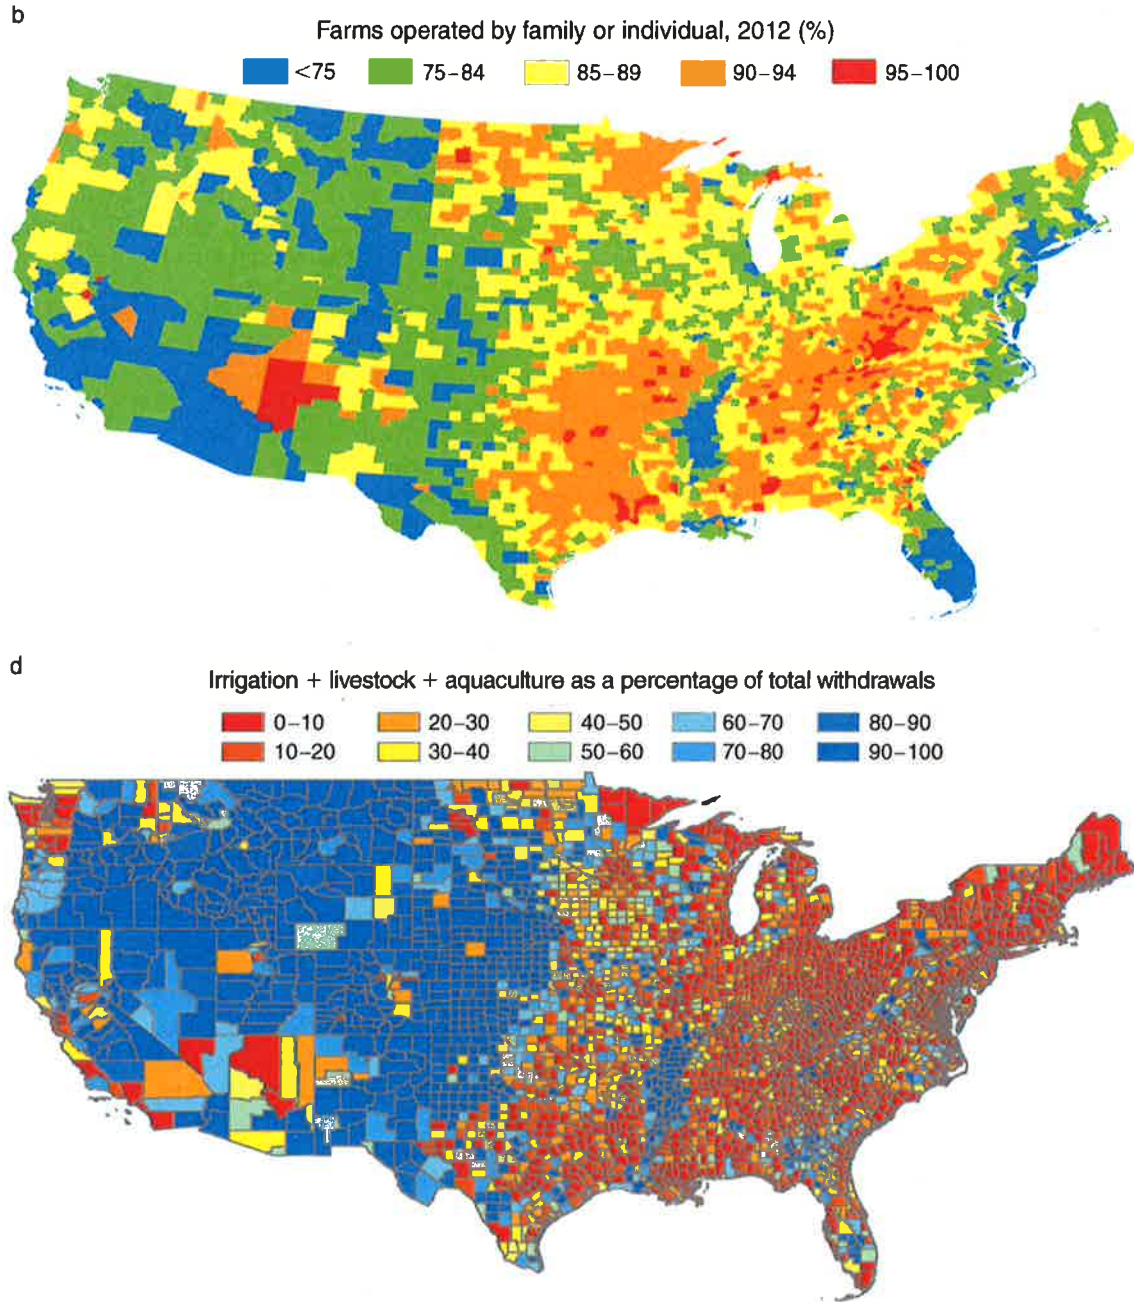 b
Farms operated by family or individual, 2012 (%)
<75 75–84 85–89 90–94 95–100
d
Irrigation + livestock + aquaculture as a percentage of total withdrawals
0–10 20–30 40–50 60–70 80–90
10–20 30–40 50–60 70–80 90–100